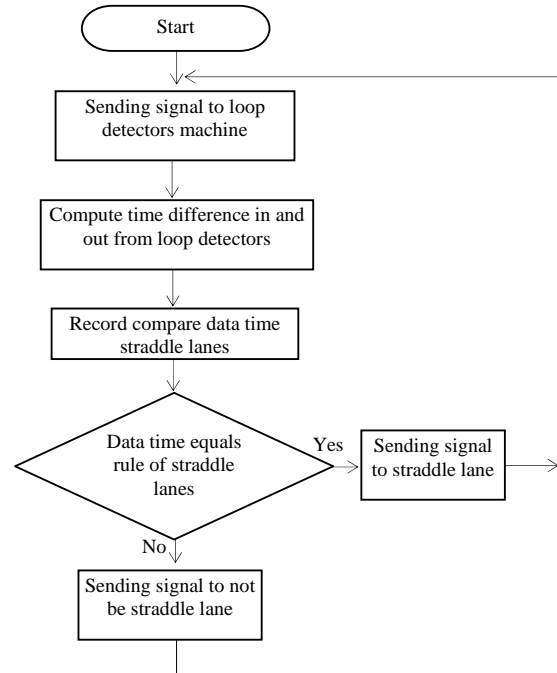 Start
Sending signal to loop
detectors machine
Compute time difference in and
out from loop detectors
Record compare data time
straddle lanes
Data time equals
rule of straddle
lanes
Yes
Sending signal
to straddle lane
No
Sending signal to not
be straddle lane